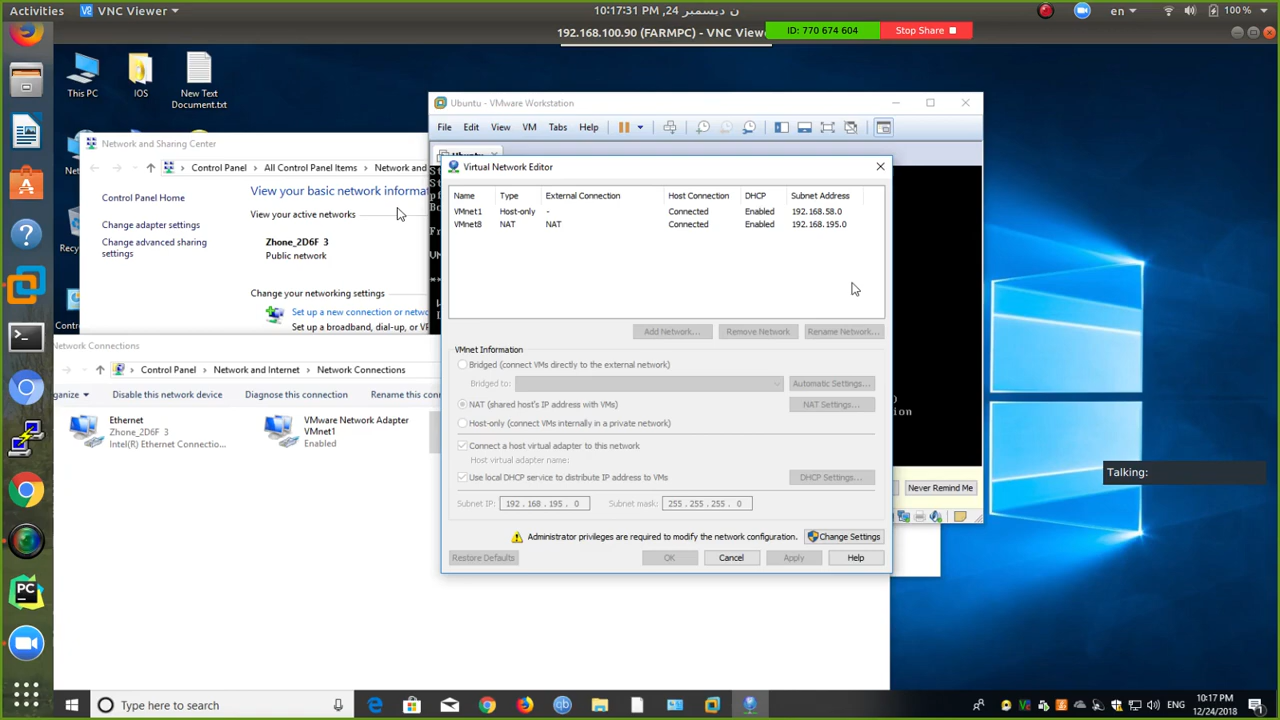 Activities
VNC Viewer
ن ديسمبر 24, 10:17:31 PM
en
100 %
192.168.100.90 (FARMPC) - VNC Viewe
ID: 770 674 604
Stop Share
This PC
IOS
New Text
Document.txt
Network and Sharing Center
Control Panel
All Control Panel Items
Network and
Control Panel Home
View your basic network informa
View your active networks
Change adapter settings
Change advanced sharing
settings
Zhone_2D6F 3
Public network
Change your networking settings
Set up a new connection or netwo
Set up a broadband, dial-up, or VP
Ubuntu - VMware Workstation
File
Edit
View
VM
Tabs
Help
Virtual Network Editor
Name
Type
External Connection
Host Connection
DHCP
Subnet Address
VMnet1
Host-only
-
Connected
Enabled
192.168.58.0
VMnet8
NAT
NAT
Connected
Enabled
192.168.195.0
Add Network...
Remove Network
Rename Network...
VMnet Information
Bridged (connect VMs directly to the external network)
Bridged to:
Automatic Settings...
NAT (shared host's IP address with VMs)
NAT Settings...
Host-only (connect VMs internally in a private network)
Connect a host virtual adapter to this network
Host virtual adapter name:
Use local DHCP service to distribute IP address to VMs
DHCP Settings...
Subnet IP:
192 . 168 . 195 . 0
Subnet mask:
255 . 255 . 255 . 0
Administrator privileges are required to modify the network configuration.
Change Settings
Restore Defaults
OK
Cancel
Apply
Help
Never Remind Me
Network Connections
Control Panel
Network and Internet
Network Connections
Disable this network device
Diagnose this connection
Rename this conn
Ethernet
Zhone_2D6F 3
Intel(R) Ethernet Connectio...
VMware Network Adapter
VMnet1
Enabled
Talking:
Type here to search
ENG
10:17 PM
12/24/2018